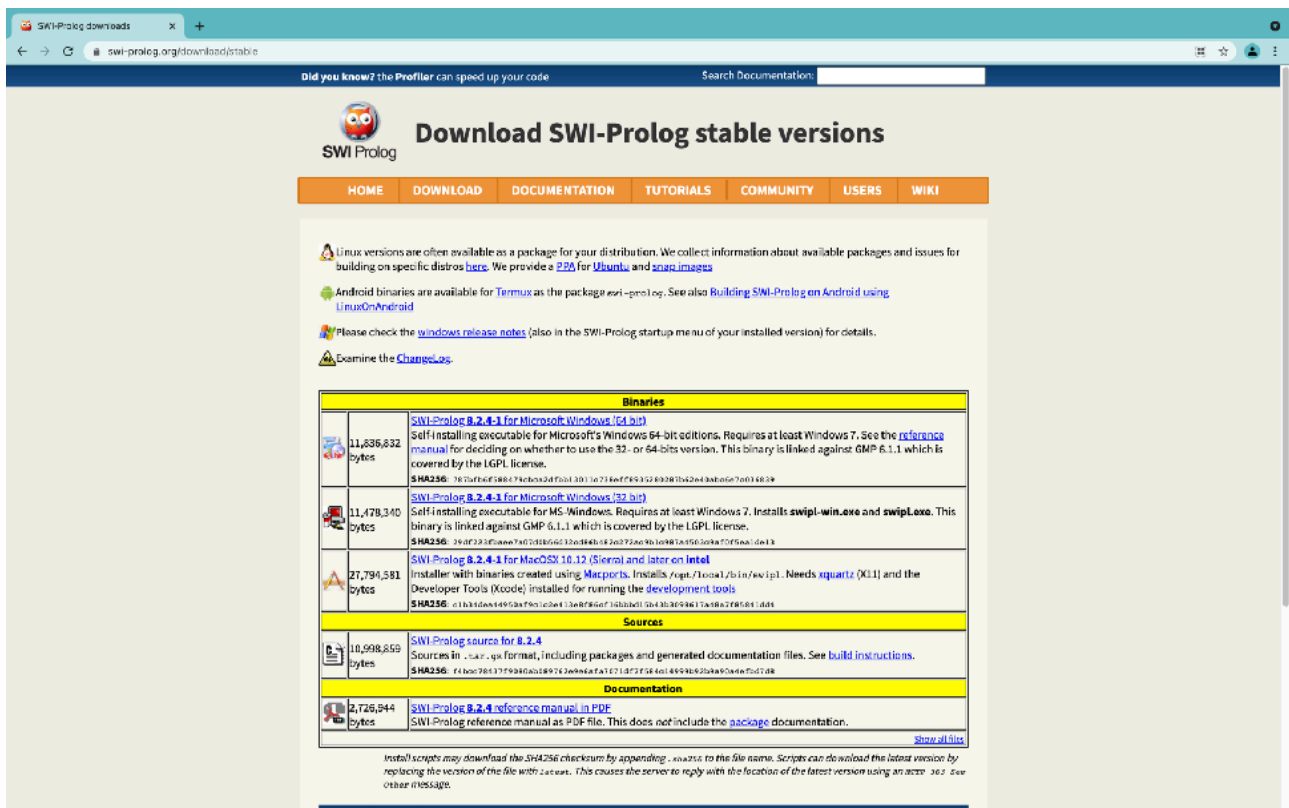 SWI-Prolog downloads
swi-prolog.org/download/stable
Did you know? the Profiler can speed up your code
Search Documentation:
SWI Prolog
Download SWI-Prolog stable versions
HOME DOWNLOAD DOCUMENTATION TUTORIALS COMMUNITY USERS WIKI
Linux versions are often available as a package for your distribution. We collect information about available packages and issues for
building on specific distros here. We provide a PPA for Ubuntu and snap images
Android binaries are available for Termux as the package swi-prolog. See also Building SWI-Prolog on Android using
LinuxOnAndroid
Please check the windows release notes (also in the SWI-Prolog startup menu of your installed version) for details.
Examine the ChangeLog.
Binaries
11,836,832
bytes
SWI-Prolog 8.2.4-1 for Microsoft Windows (64 bit)
Self-installing executable for Microsoft's Windows 64-bit editions. Requires at least Windows 7. See the reference
manual for deciding on whether to use the 32- or 64-bits version. This binary is linked against GMP 6.1.1 which is
covered by the LGPL license.
SHA256:
11,478,340
bytes
SWI-Prolog 8.2.4-1 for Microsoft Windows (32 bit)
Self-installing executable for MS-Windows. Requires at least Windows 7. Installs swipl-win.exe and swipl.exe. This
binary is linked against GMP 6.1.1 which is covered by the LGPL license.
SHA256:
27,794,581
bytes
SWI-Prolog 8.2.4-1 for MacOSX 10.12 (Sierra) and later on intel
Installer with binaries created using Macports. Installs /opt/local/bin/swipl. Needs xquartz (X11) and the
Developer Tools (Xcode) installed for running the development tools
SHA256:
Sources
10,998,859
bytes
SWI-Prolog source for 8.2.4
Sources in .tar.gz format, including packages and generated documentation files. See build instructions.
SHA256:
Documentation
2,726,944
bytes
SWI-Prolog 8.2.4 reference manual in PDF
SWI-Prolog reference manual as PDF file. This does not include the package documentation.
Show all files
Install scripts may download the SHA256 checksum by appending .sha256 to the file name. Scripts can download the latest version by
replacing the version of the file with latest. This causes the server to reply with the location of the latest version using an HTTP 303 See
Other message.